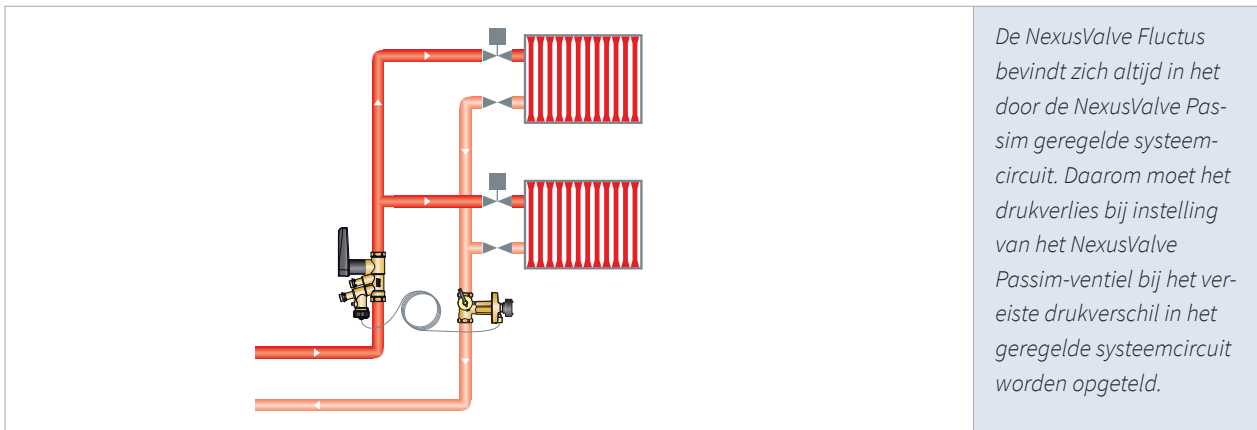 De NexusValve Fluctus
bevindt zich altijd in het
door de NexusValve Pas-
sim geregelde systeem-
circuit. Daarom moet het
drukverlies bij instelling
van het NexusValve
Passim-ventiel bij het ver-
eiste drukverschil in het
geregelde systeemcircuit
worden opgeteld.